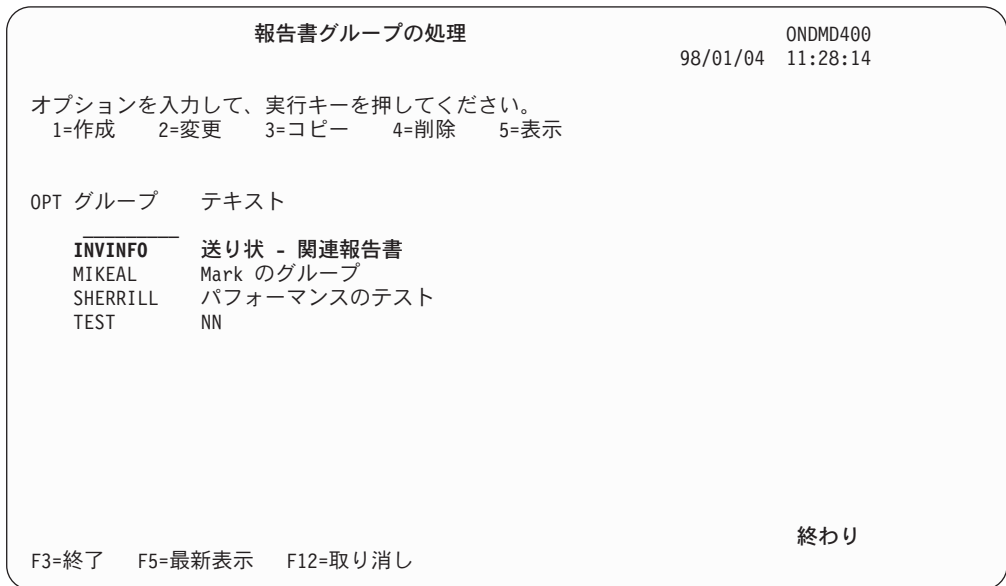 報告書グループの処理 ONDMD400
98/01/04 11:28:14
オプションを入力して、実行キーを押してください。
1=作成 2=変更 3=コピー 4=削除 5=表示
OPT グループ テキスト
_________
INVINFO 送り状 - 関連報告書
MIKEAL Mark のグループ
SHERRILL パフォーマンスのテスト
TEST NN
終わり
F3=終了 F5=最新表示 F12=取り消し